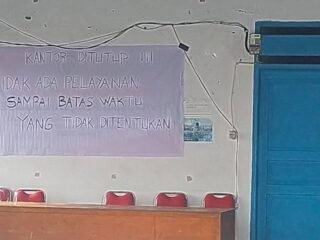 KANTOR DITUTUP !!!
TIDAK ADA PELAYANAN
SAMPAI BATAS WAKTU
YANG TIDAK DITENTUKAN